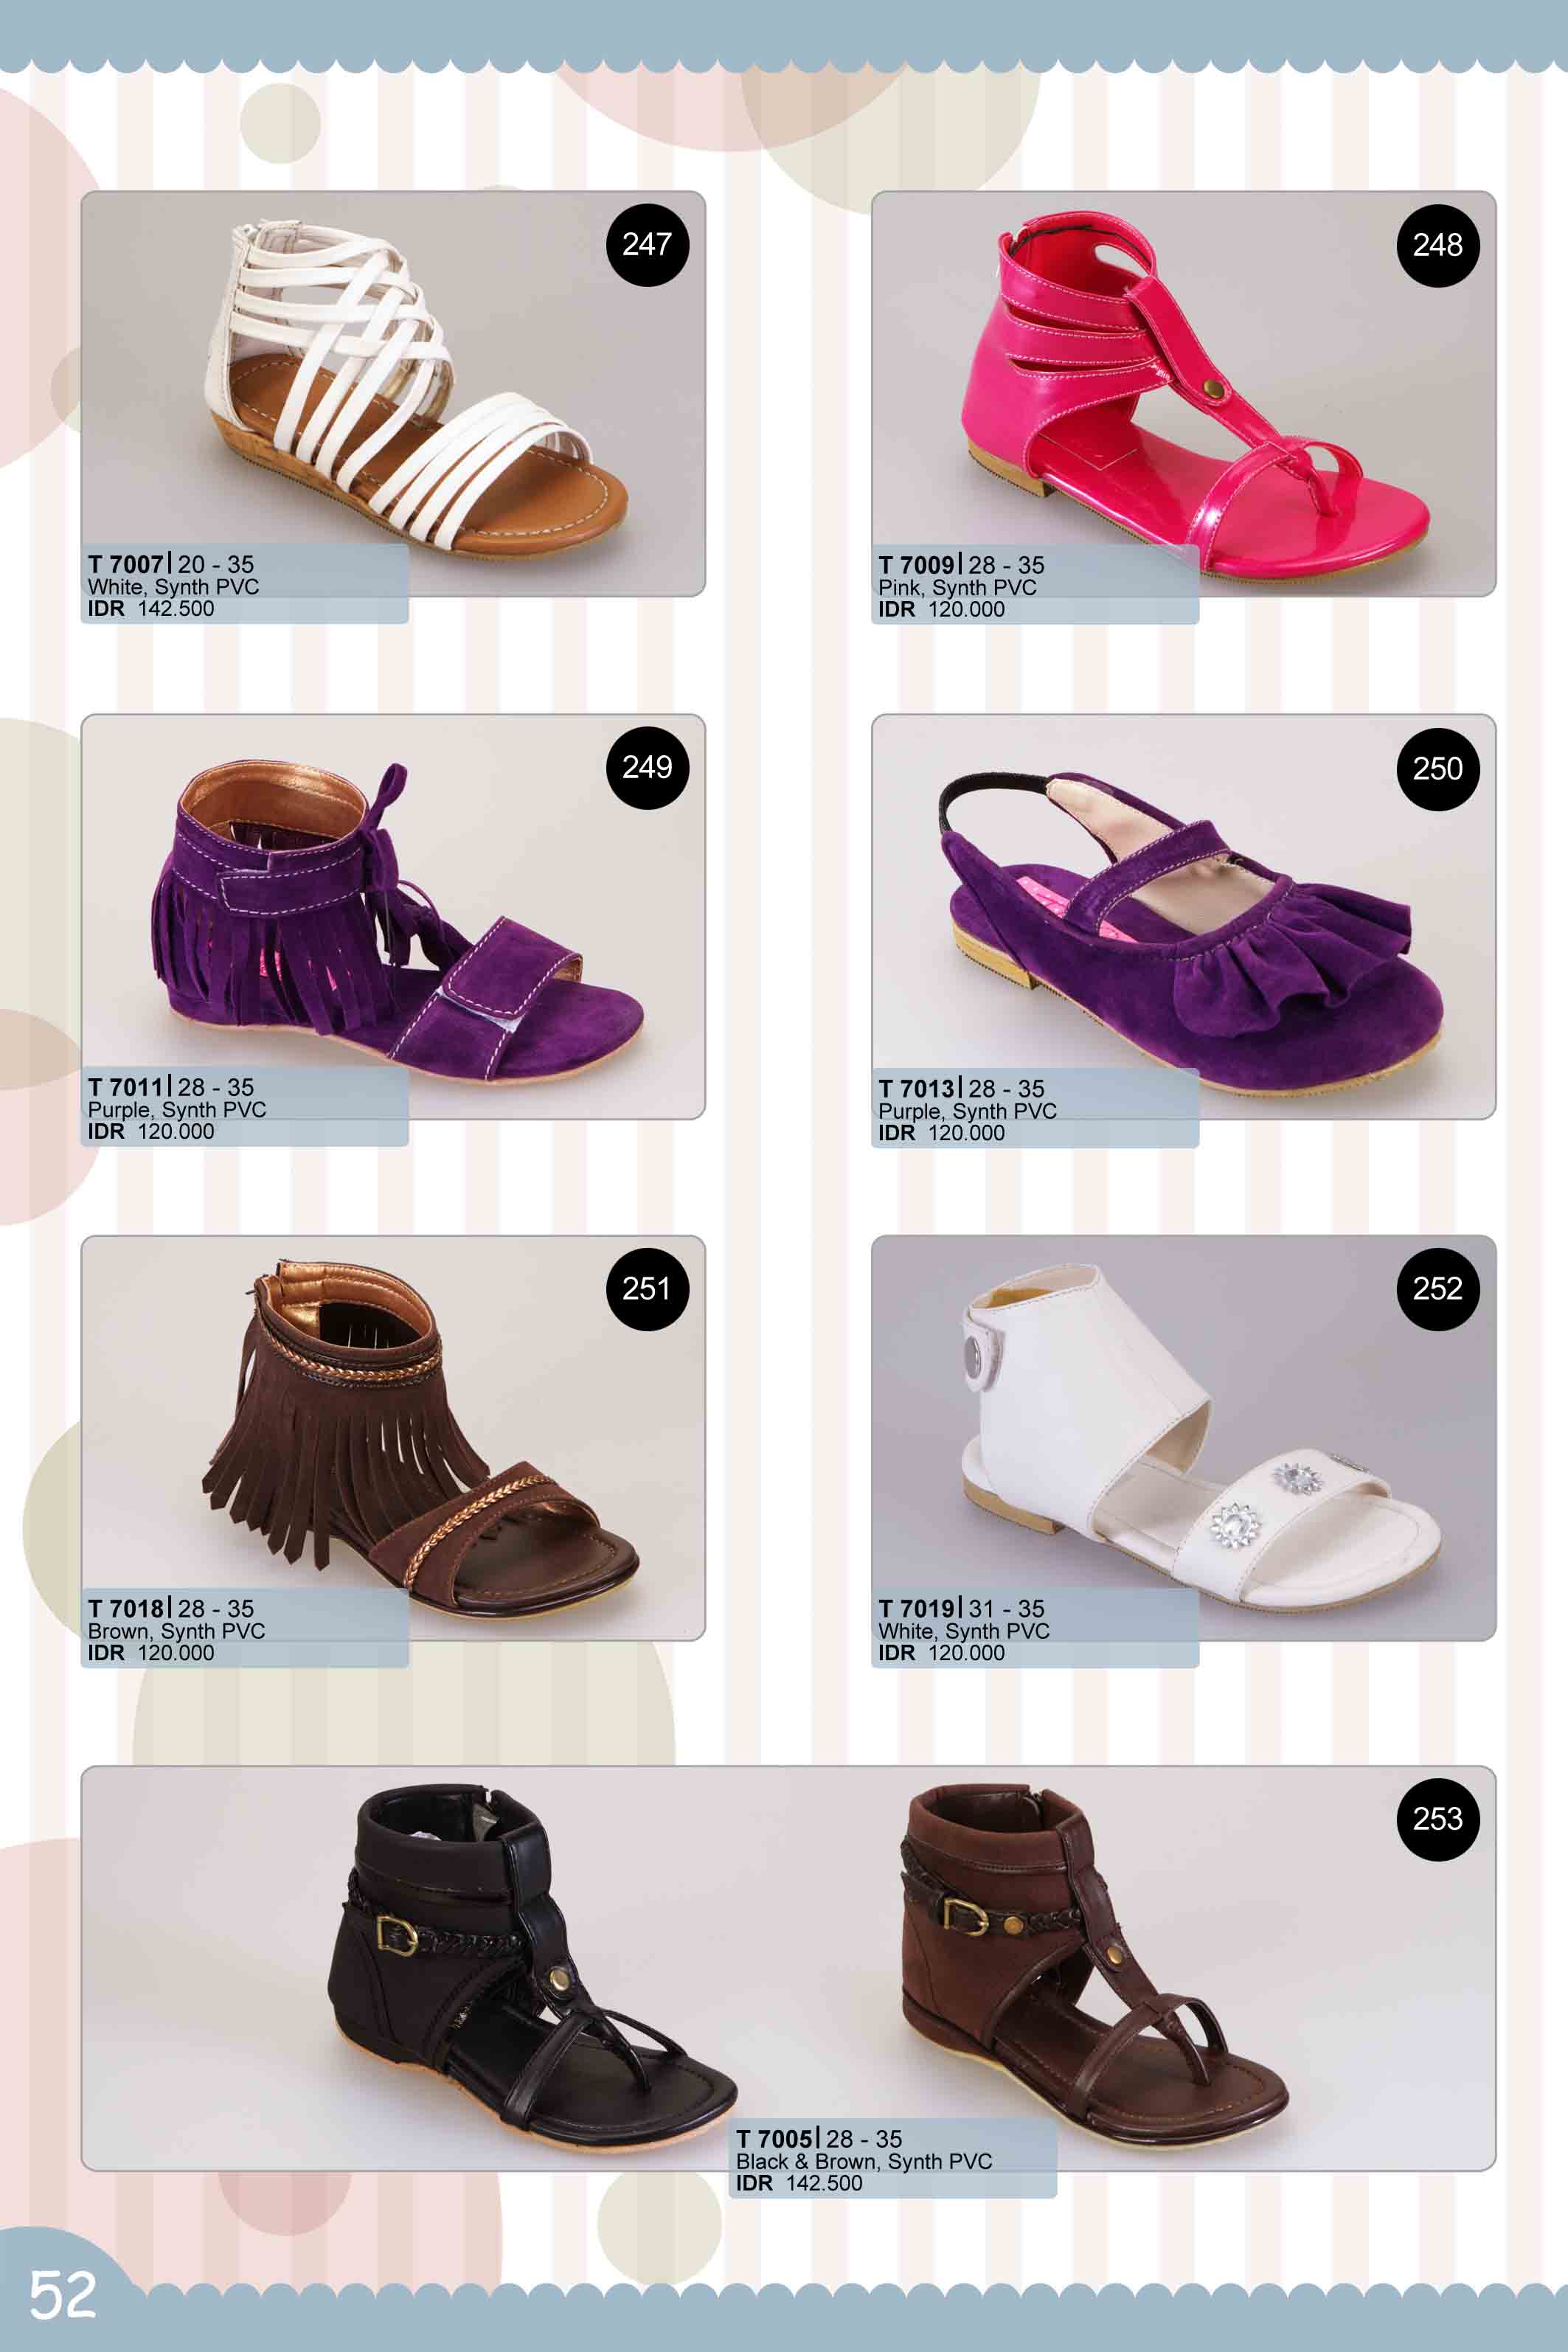 247
T 7007| 20 - 35
White, Synth PVC
IDR 142.500
248
T 7009| 28 - 35
Pink, Synth PVC
IDR 120.000
249
T 7011| 28 - 35
Purple, Synth PVC
IDR 120.000
250
T 7013| 28 - 35
Purple, Synth PVC
IDR 120.000
251
T 7018| 28 - 35
Brown, Synth PVC
IDR 120.000
252
T 7019| 31 - 35
White, Synth PVC
IDR 120.000
253
T 7005| 28 - 35
Black & Brown, Synth PVC
IDR 142.500
52